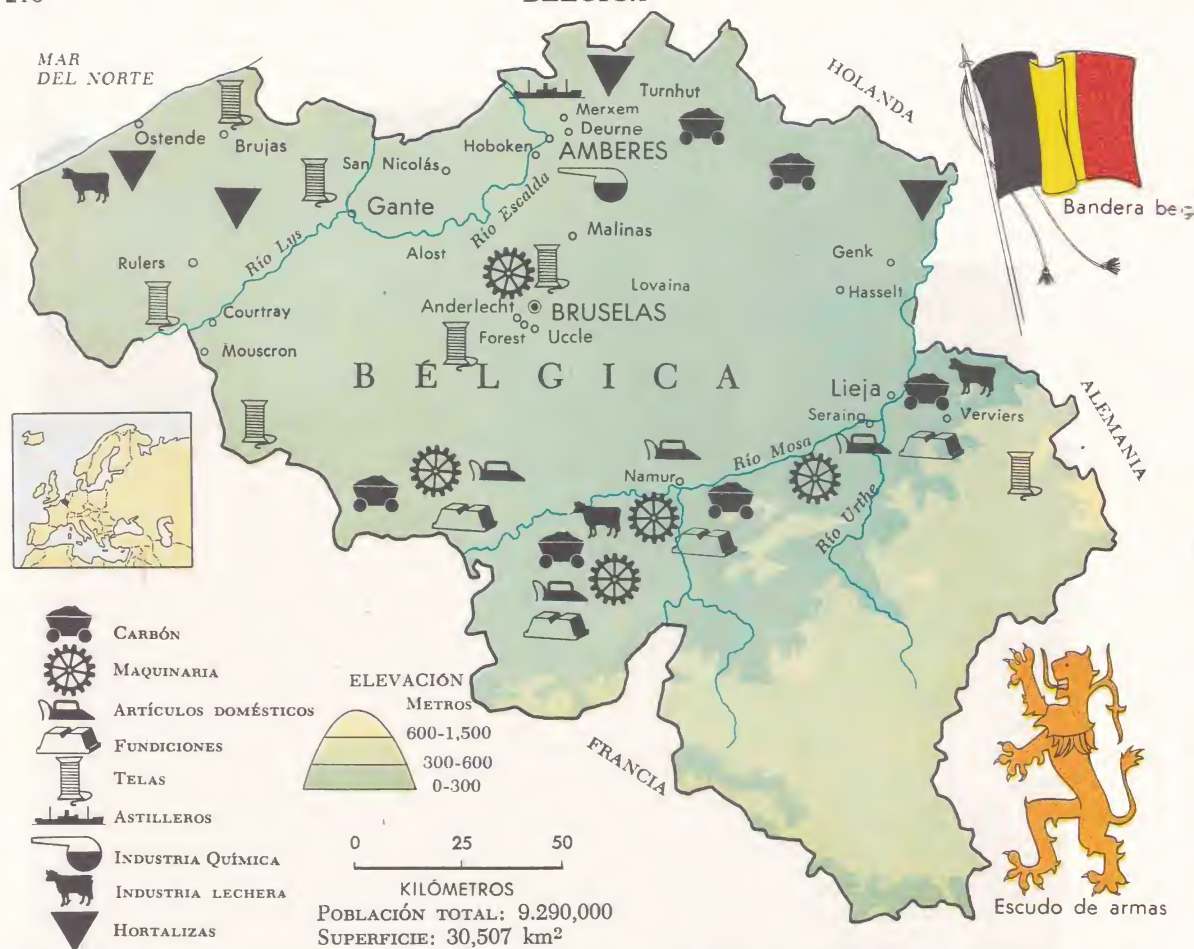 MAR
DEL NORTE
HOLANDA
Turnhut
Merxem
Deurne
Ostende
Brujas
San Nicolás
Hoboken
AMBERES
Bandera
Gante
Río Escalda
Malinas
Río Lys
Alost
Rulers
Genk
Lovaina
Hasselt
Anderlecht
BRUSELAS
Courtray
Forest
Uccle
Mouscron
BÉLGICA
Lieja
ALEMANIA
Seraing
Verviers
Río Mosa
Namur
Río Urthe
FRANCIA
CARBÓN
MAQUINARIA
ARTÍCULOS DOMÉSTICOS
FUNDICIONES
TELAS
ASTILLEROS
INDUSTRIA QUÍMICA
INDUSTRIA LECHERA
HORTALIZAS
ELEVACIÓN
METROS
600-1,500
300-600
0-300
0 25 50
KILÓMETROS
POBLACIÓN TOTAL: 9.290,000
SUPERFICIE: 30,507 km²
Escudo de armas